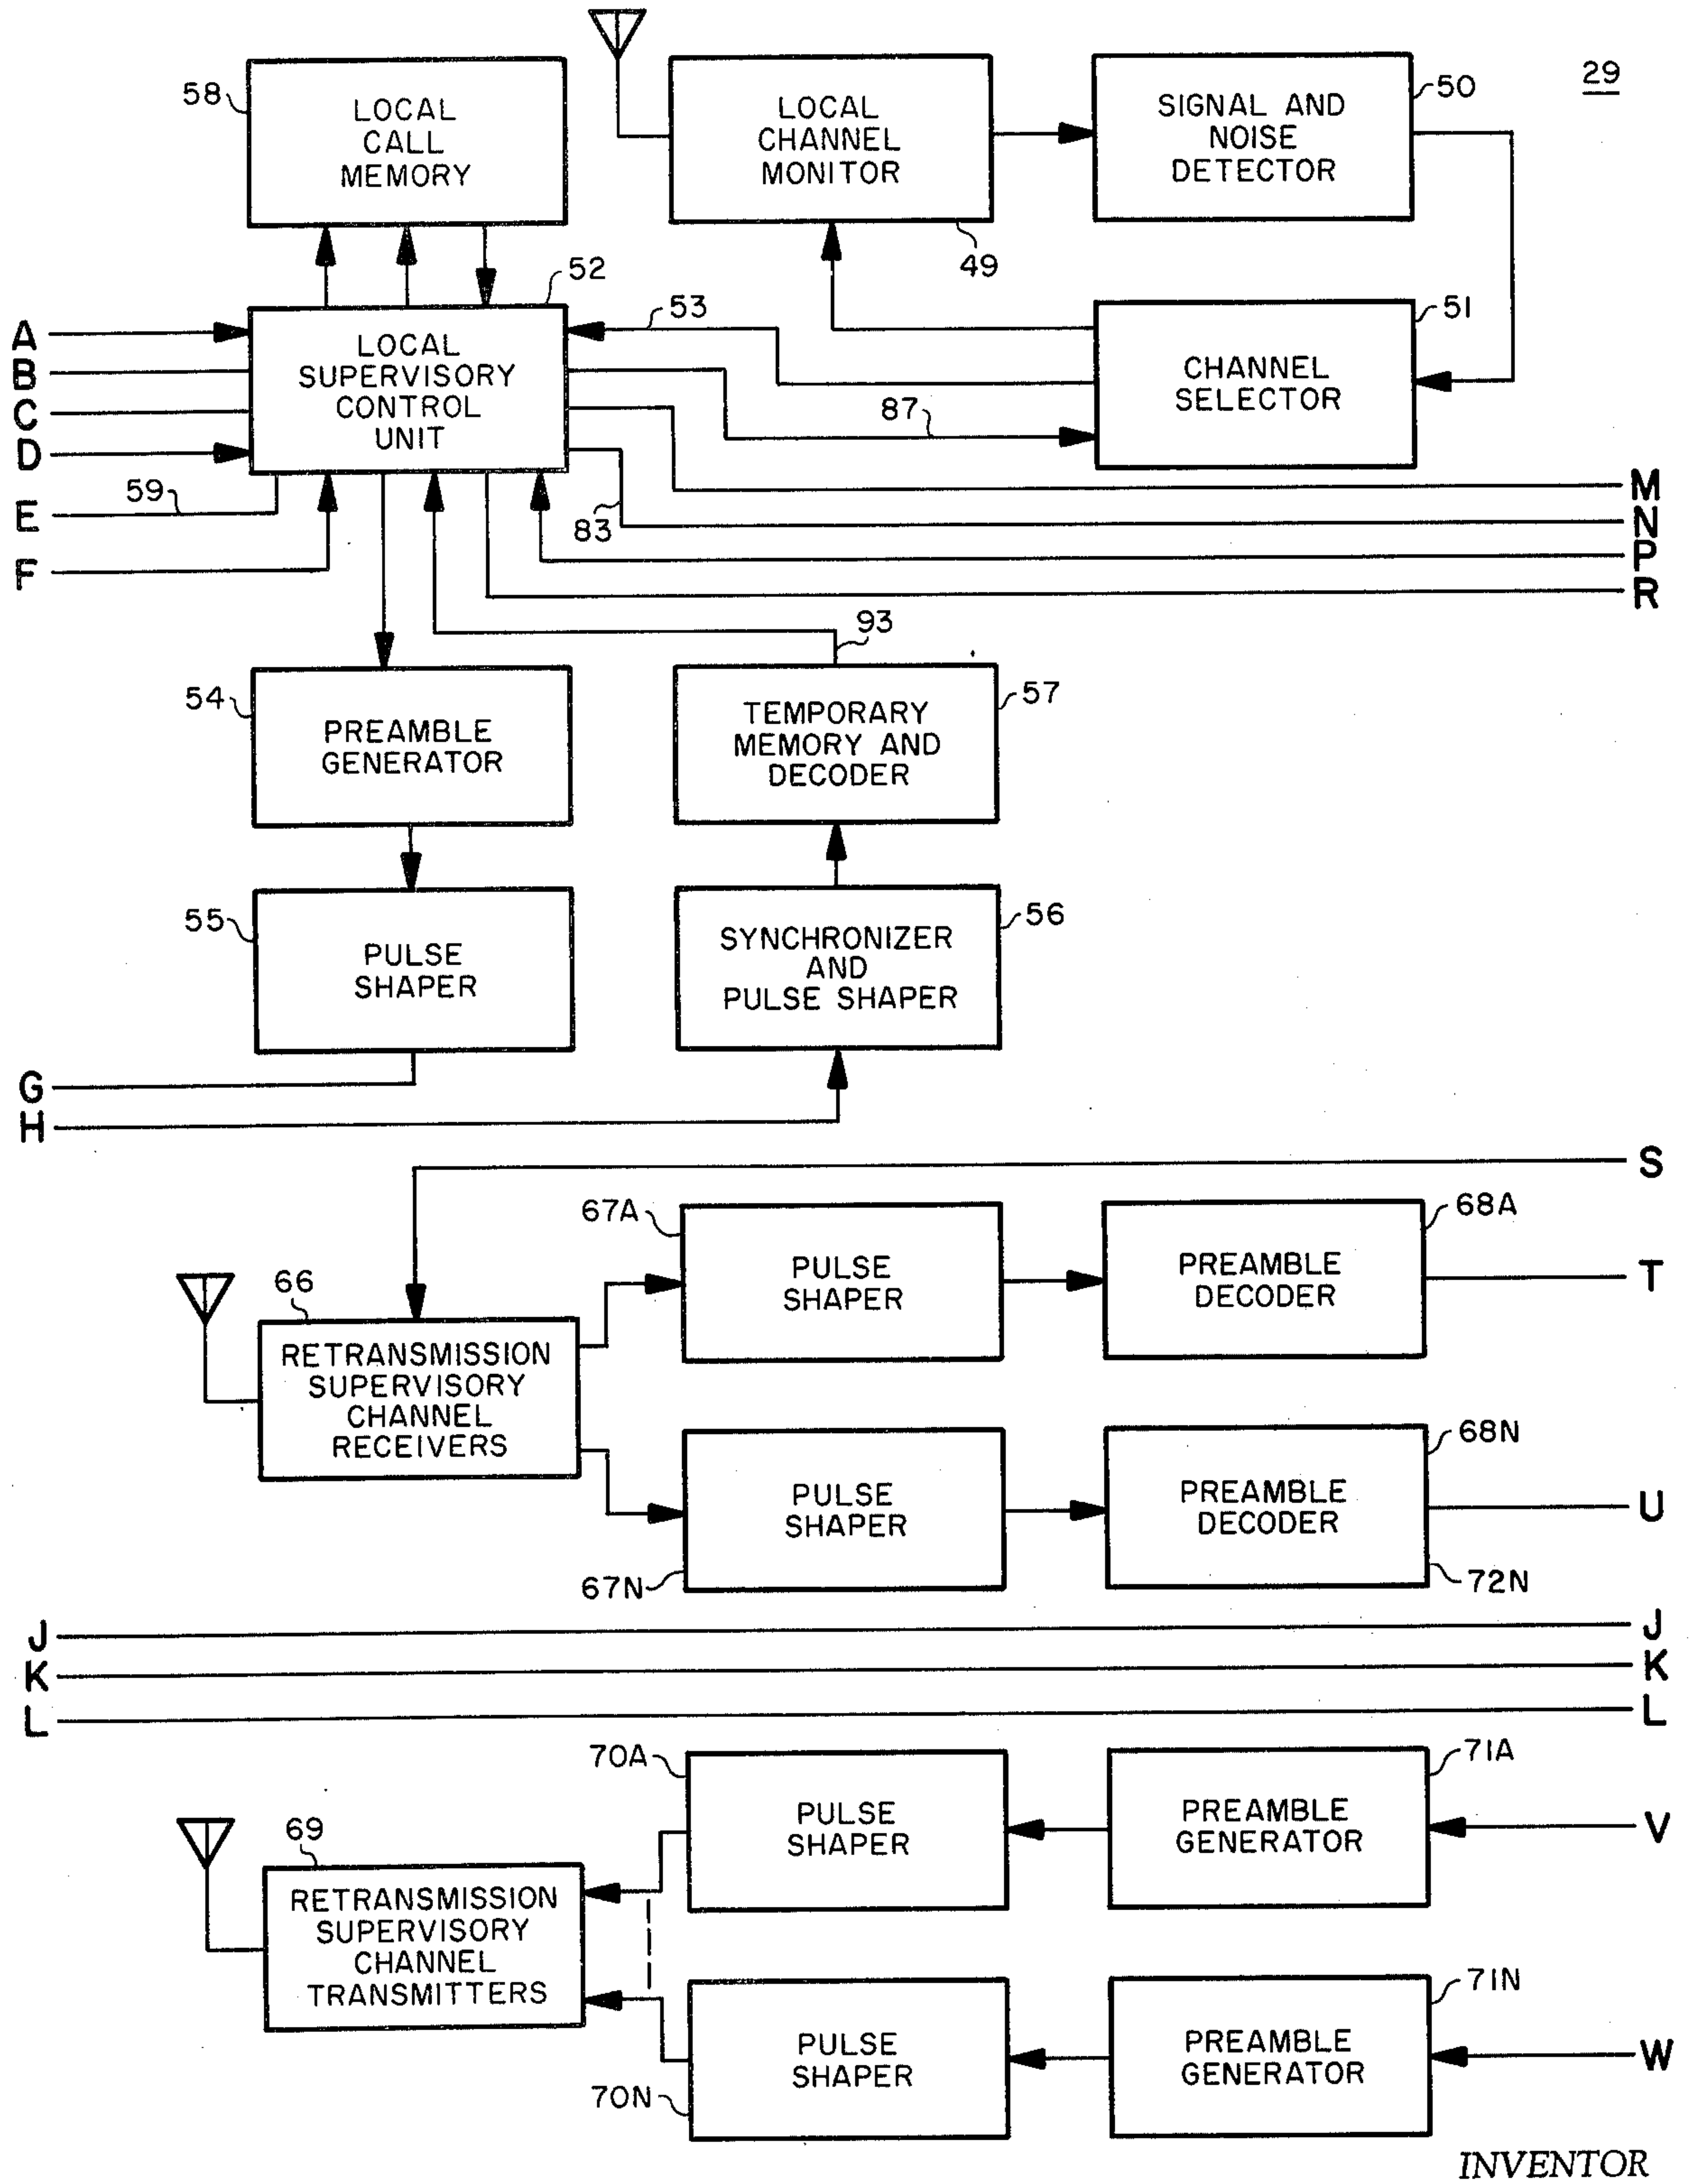 29
58
LOCAL
CALL
MEMORY
LOCAL
CHANNEL
MONITOR
49
SIGNAL AND
NOISE
DETECTOR
50
52
A
B
C
D
E
F
LOCAL
SUPERVISORY
CONTROL
UNIT
53
87
CHANNEL
SELECTOR
51
59
83
M
N
P
R
93
54
PREAMBLE
GENERATOR
TEMPORARY
MEMORY AND
DECODER
57
55
PULSE
SHAPER
SYNCHRONIZER
AND
PULSE SHAPER
56
G
H
S
67A
PULSE
SHAPER
68A
PREAMBLE
DECODER
T
66
RETRANSMISSION
SUPERVISORY
CHANNEL
RECEIVERS
PULSE
SHAPER
67N
68N
PREAMBLE
DECODER
72N
U
J
J
K
K
L
L
70A
PULSE
SHAPER
71A
PREAMBLE
GENERATOR
V
69
RETRANSMISSION
SUPERVISORY
CHANNEL
TRANSMITTERS
PULSE
SHAPER
70N
71N
PREAMBLE
GENERATOR
W
INVENTOR